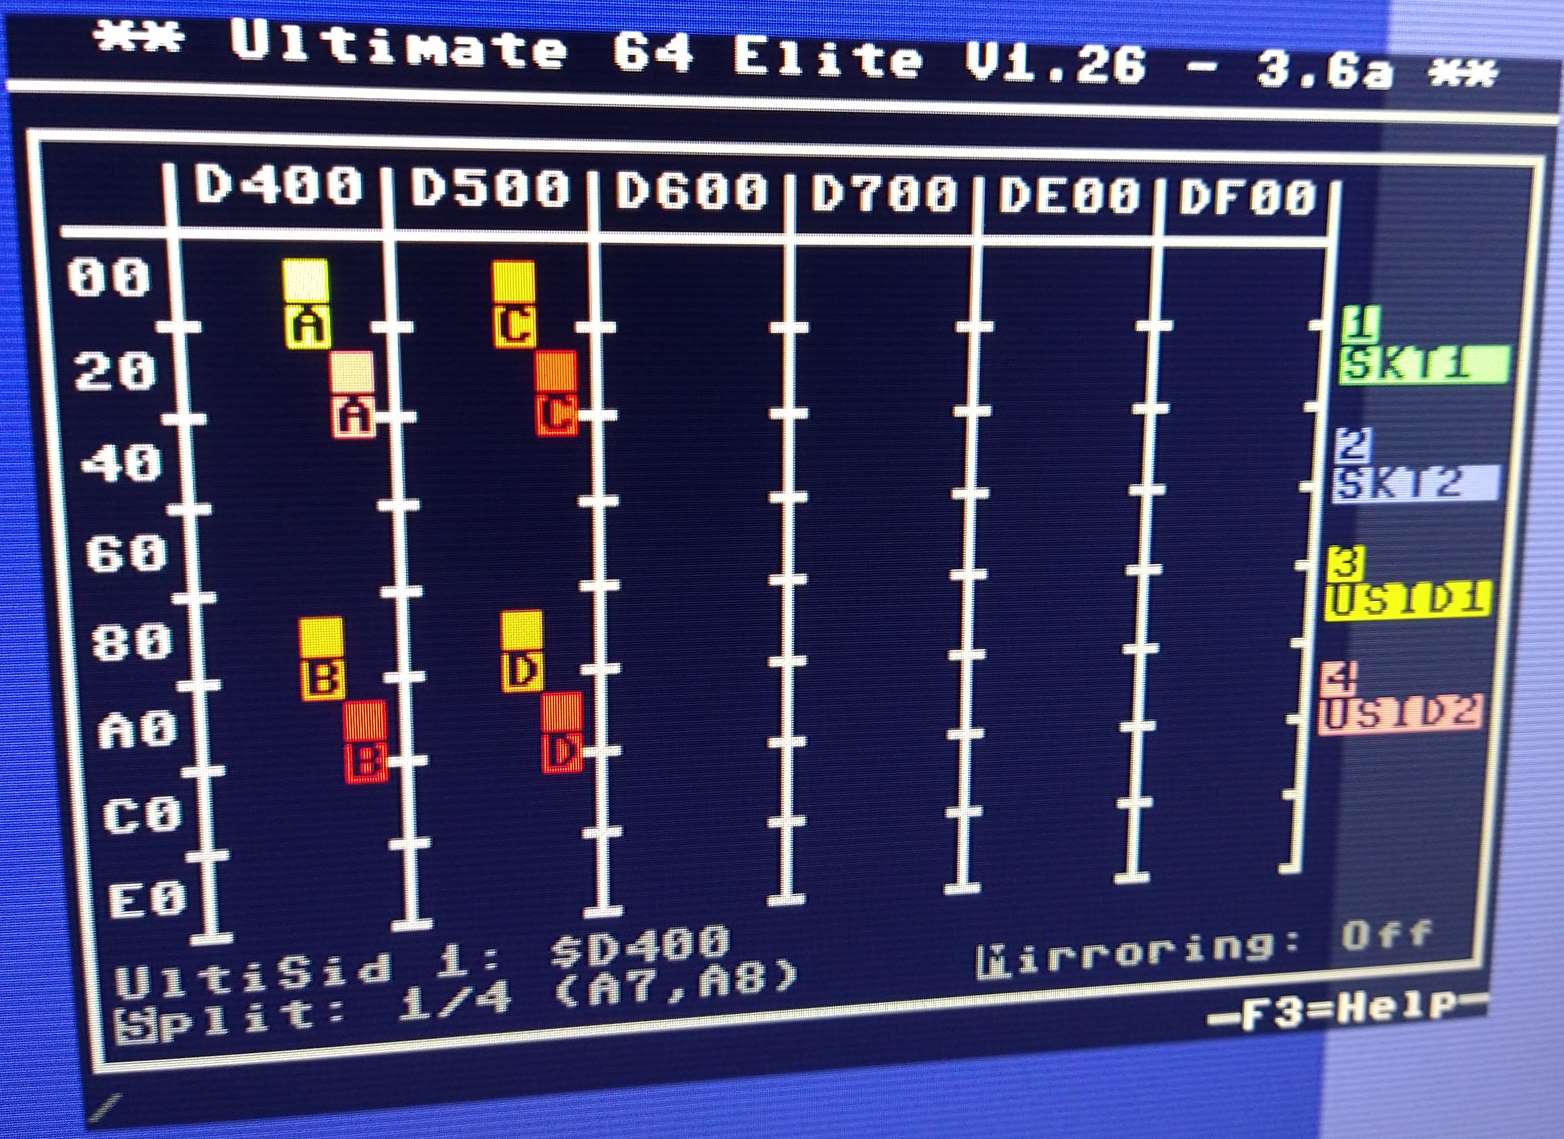 ** Ultimate 64 Elite V1.26 - 3.6a **
D400 D500 D600 D700 DE00 DF00
00
A C
1
SKT1
20
A C
2
40
SKT2
60
3
USID1
80
B D
4
USID2
A0
B D
C0
E0
UltiSid 1: $D400
Mirroring: Off
Split: 1/4 (A7,A8)
F3=Help
/